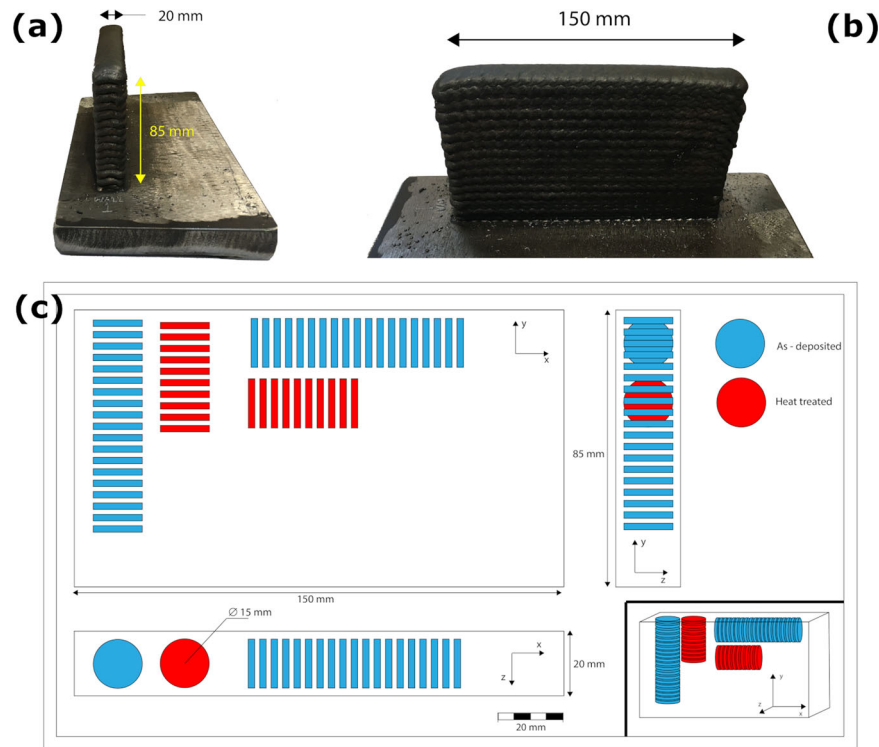 (a)
20 mm
85 mm
(b)
150 mm
(c)
y
x
As - deposited
Heat treated
85 mm
y
z
150 mm
Ø 15 mm
x
z
20 mm
20 mm
y
z
x